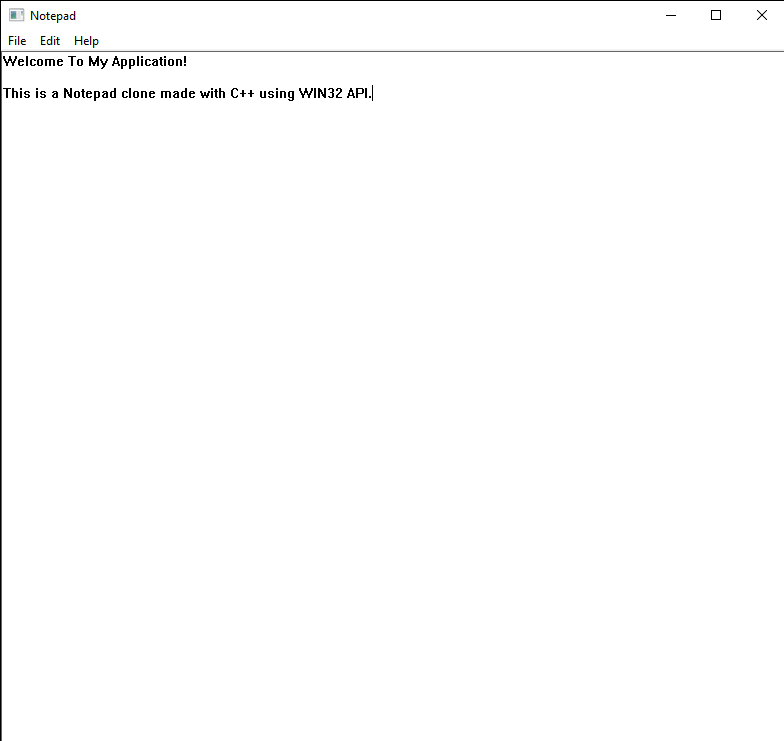 Notepad
File Edit Help
Welcome To My Application!
This is a Notepad clone made with C++ using WIN32 API.